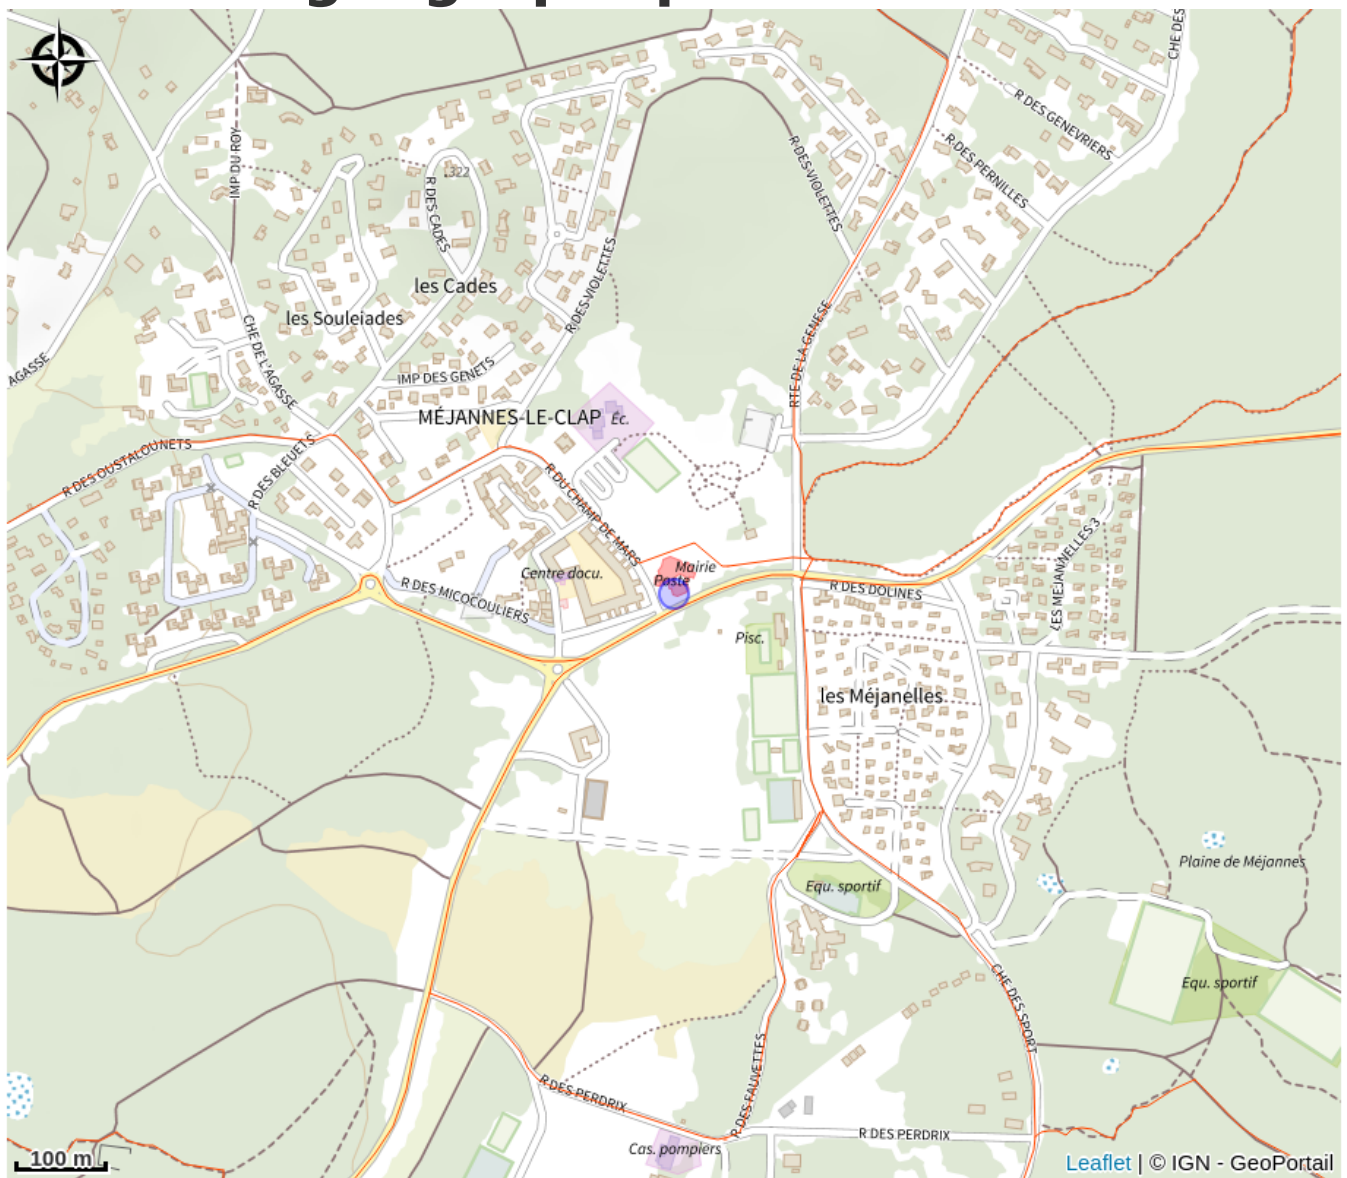 CHE DES
R DES GENEVRIERS
R DES PERNILLES
IMP DU ROY
R DES VIOLETTES
.322
R DES CADES
les Cades
R DES VIOLETTES
les Souleiades
RTE DE LA GENESE
CHE DE L'AGASSE
AGASSE
IMP DES GENETS
MÉJANNES-LE-CLAP
Éc.
R DES OUSTALOUNETS
R DES BLEUETS
R DU CHAMP DE MARS
LES MEJANNELLES 3
Mairie
Centre docu.
Poste
R DES MICOCOULIERS
R DES DOLINES
Pisc.
les Méjanelles
Plaine de Méjannes
Equ. sportif
Equ. sportif
CHE DES SPORT
R DES FAUVETTES
R DES PERDRIX
R DES PERDRIX
Cas. pompiers
100 m
Leaflet | © IGN - GeoPortail